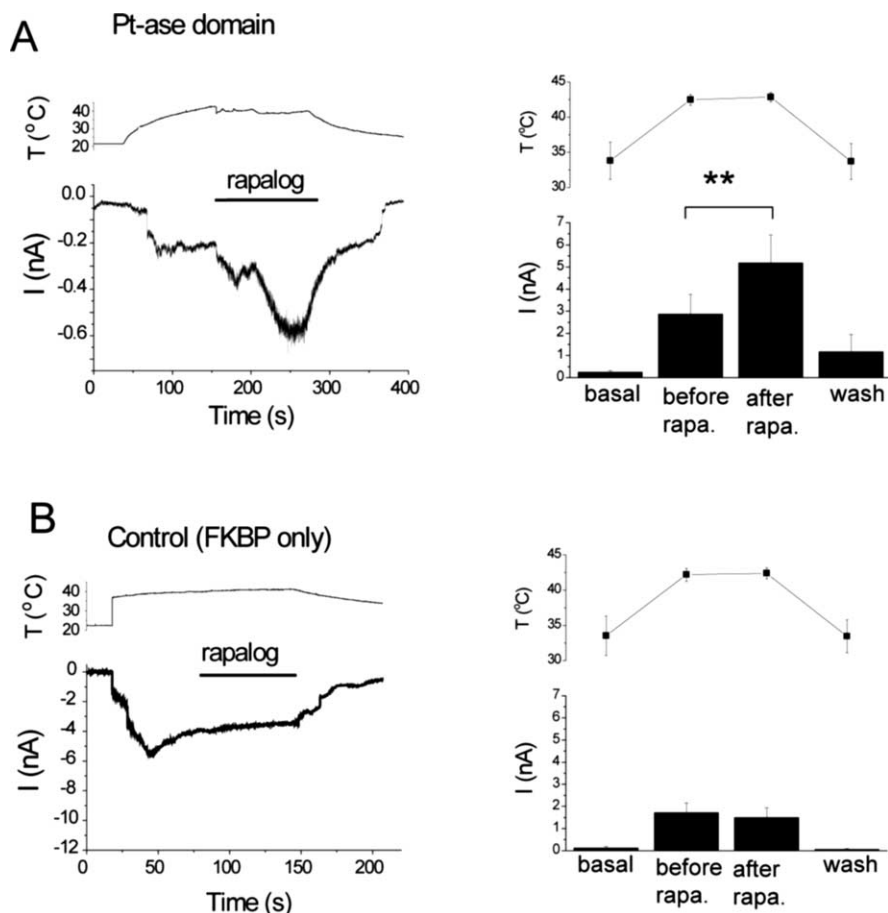 A
Pt-ase domain
T (°C)
40
30
20
rapalog
I (nA)
0.0
-0.2
-0.4
-0.6
0 100 200 300 400
Time (s)
T (°C)
45
40
35
30
**
I (nA)
7
6
5
4
3
2
1
0
basal before rapa. after rapa. wash
B
Control (FKBP only)
T (°C)
40
30
20
rapalog
I (nA)
0
-2
-4
-6
-8
-10
-12
0 50 100 150 200
Time (s)
T (°C)
45
40
35
30
I (nA)
7
6
5
4
3
2
1
0
basal before rapa. after rapa. wash